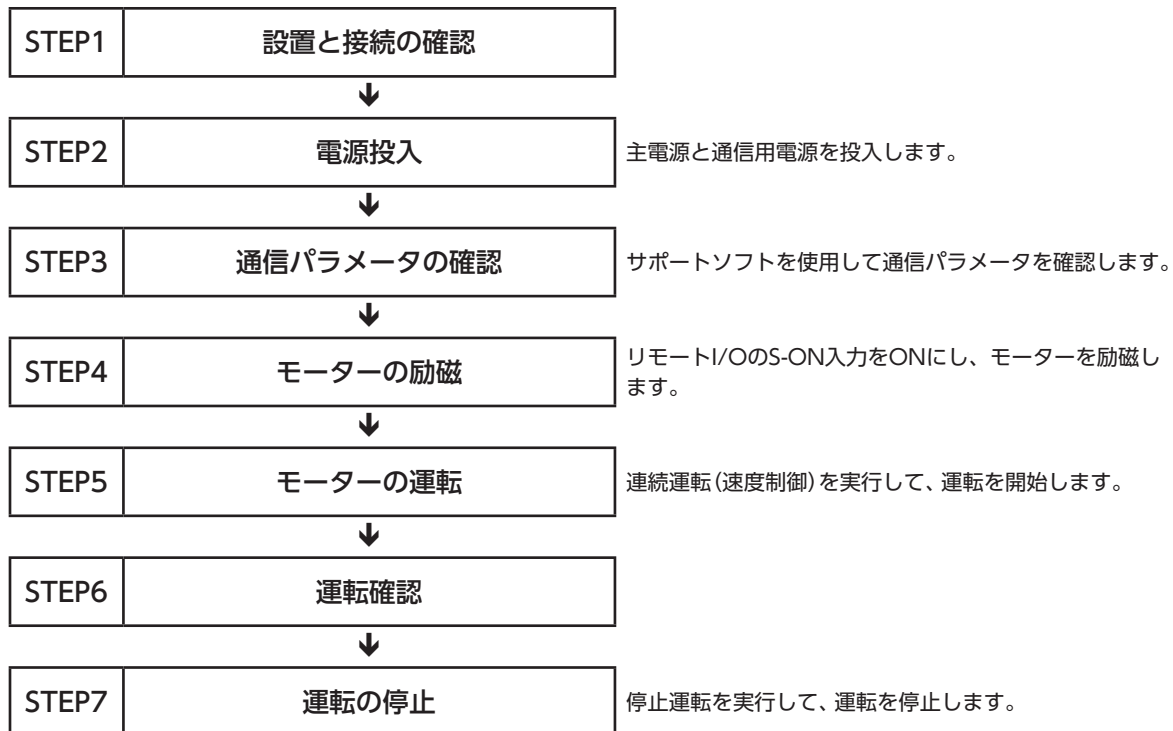 STEP1 設置と接続の確認
STEP2 電源投入 主電源と通信用電源を投入します。
STEP3 通信パラメータの確認 サポートソフトを使用して通信パラメータを確認します。
STEP4 モーターの励磁 リモートI/OのS-ON入力をONにし、モーターを励磁し
ます。
STEP5 モーターの運転 連続運転(速度制御)を実行して、運転を開始します。
STEP6 運転確認
STEP7 運転の停止 停止運転を実行して、運転を停止します。